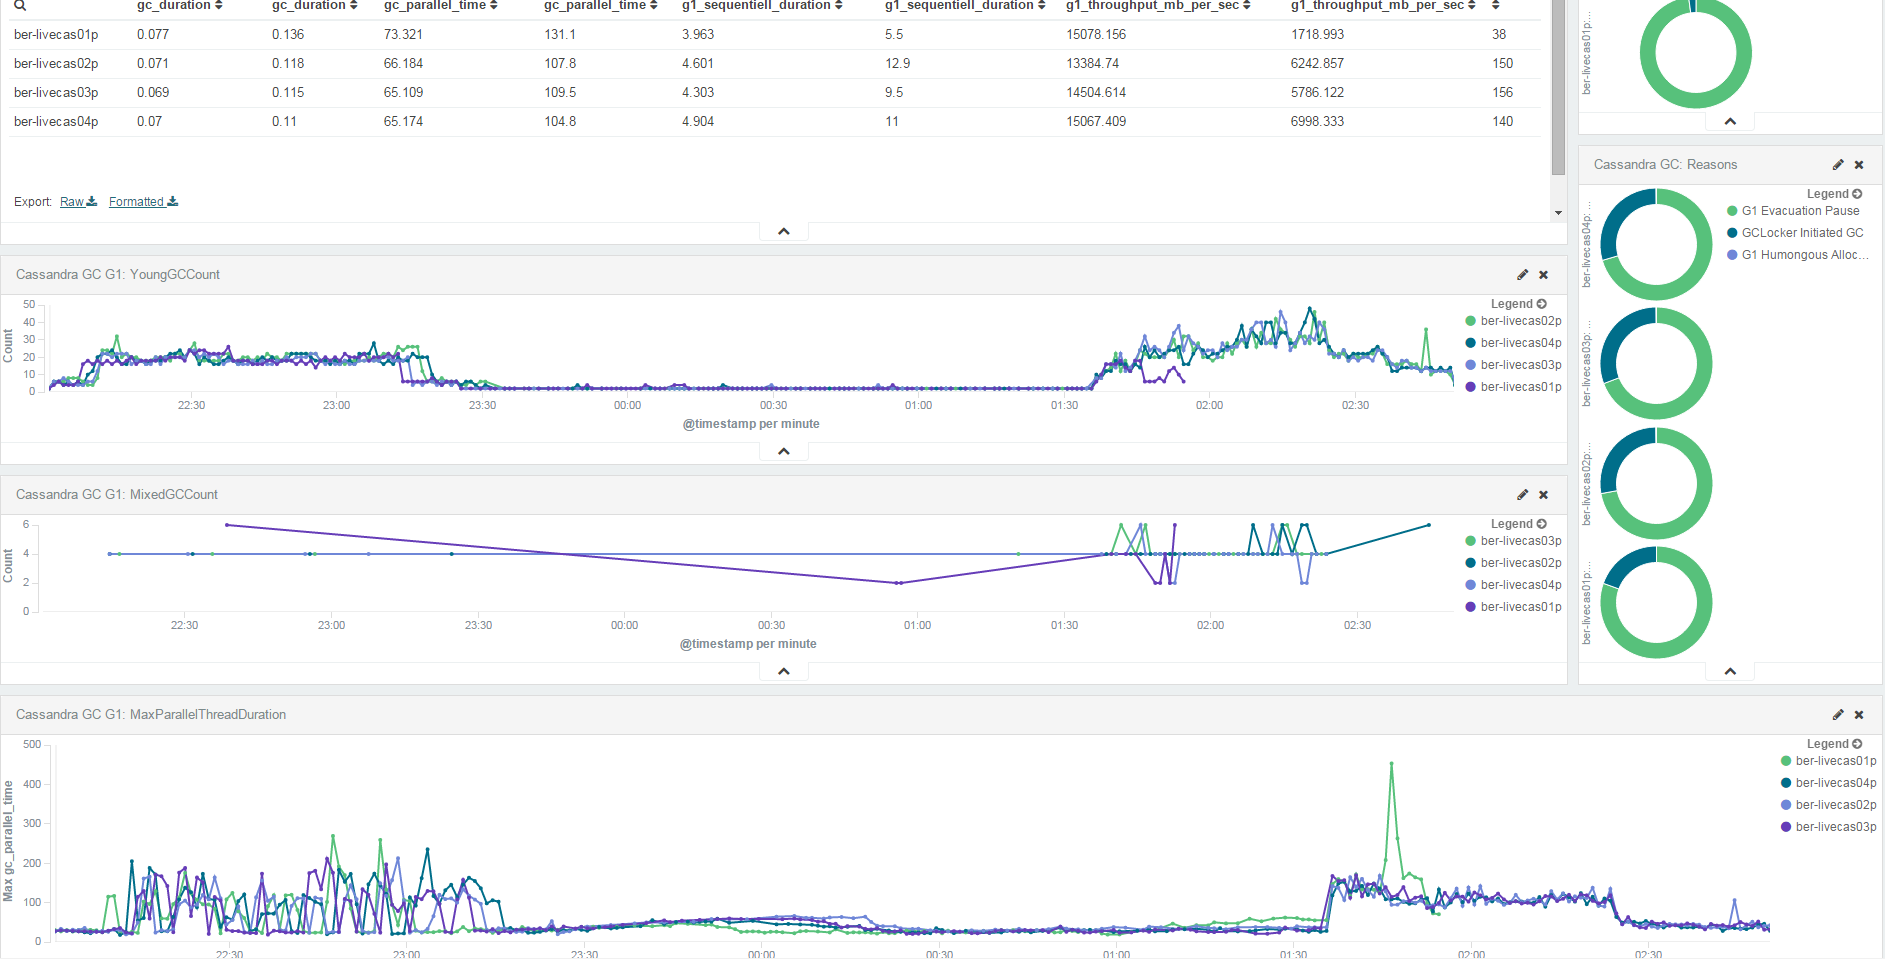 gc_duration gc_duration gc_parallel_time gc_parallel_time g1_sequentiell_duration g1_sequentiell_duration g1_throughput_mb_per_sec g1_throughput_mb_per_sec
ber-livecas01p 0.077 0.136 73.321 131.1 3.963 5.5 15078.156 1718.993 38
ber-livecas02p 0.071 0.118 66.184 107.8 4.601 12.9 13384.74 6242.857 150
ber-livecas03p 0.069 0.115 65.109 109.5 4.303 9.5 14504.614 5786.122 156
ber-livecas04p 0.07 0.11 65.174 104.8 4.904 11 15067.409 6998.333 140
Export: Raw Formatted
ber-livecas01p:...
Cassandra GC: Reasons
Legend
G1 Evacuation Pause
GCLocker Initiated GC
G1 Humongous Alloc...
ber-livecas04p: ...
ber-livecas03p: ...
ber-livecas02p:...
ber-livecas01p:...
Cassandra GC G1: YoungGCCount
Legend
ber-livecas02p
ber-livecas04p
ber-livecas03p
ber-livecas01p
Count
50
40
30
20
10
0
22:30 23:00 23:30 00:00 00:30 01:00 01:30 02:00 02:30
@timestamp per minute
Cassandra GC G1: MixedGCCount
Legend
ber-livecas03p
ber-livecas02p
ber-livecas04p
ber-livecas01p
Count
6
4
2
0
22:30 23:00 23:30 00:00 00:30 01:00 01:30 02:00 02:30
@timestamp per minute
Cassandra GC G1: MaxParallelThreadDuration
Legend
ber-livecas01p
ber-livecas04p
ber-livecas02p
ber-livecas03p
Max gc_parallel_time
500
400
300
200
100
0
22:30 23:00 23:30 00:00 00:30 01:00 01:30 02:00 02:30